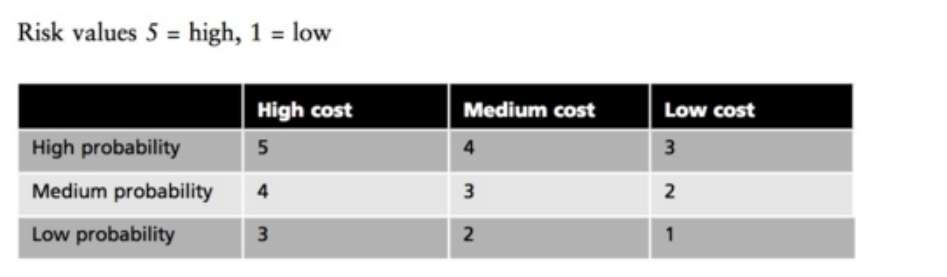 Risk values 5 = high, 1 = low
High cost Medium cost Low cost
High probability 5 4 3
Medium probability 4 3 2
Low probability 3 2 1